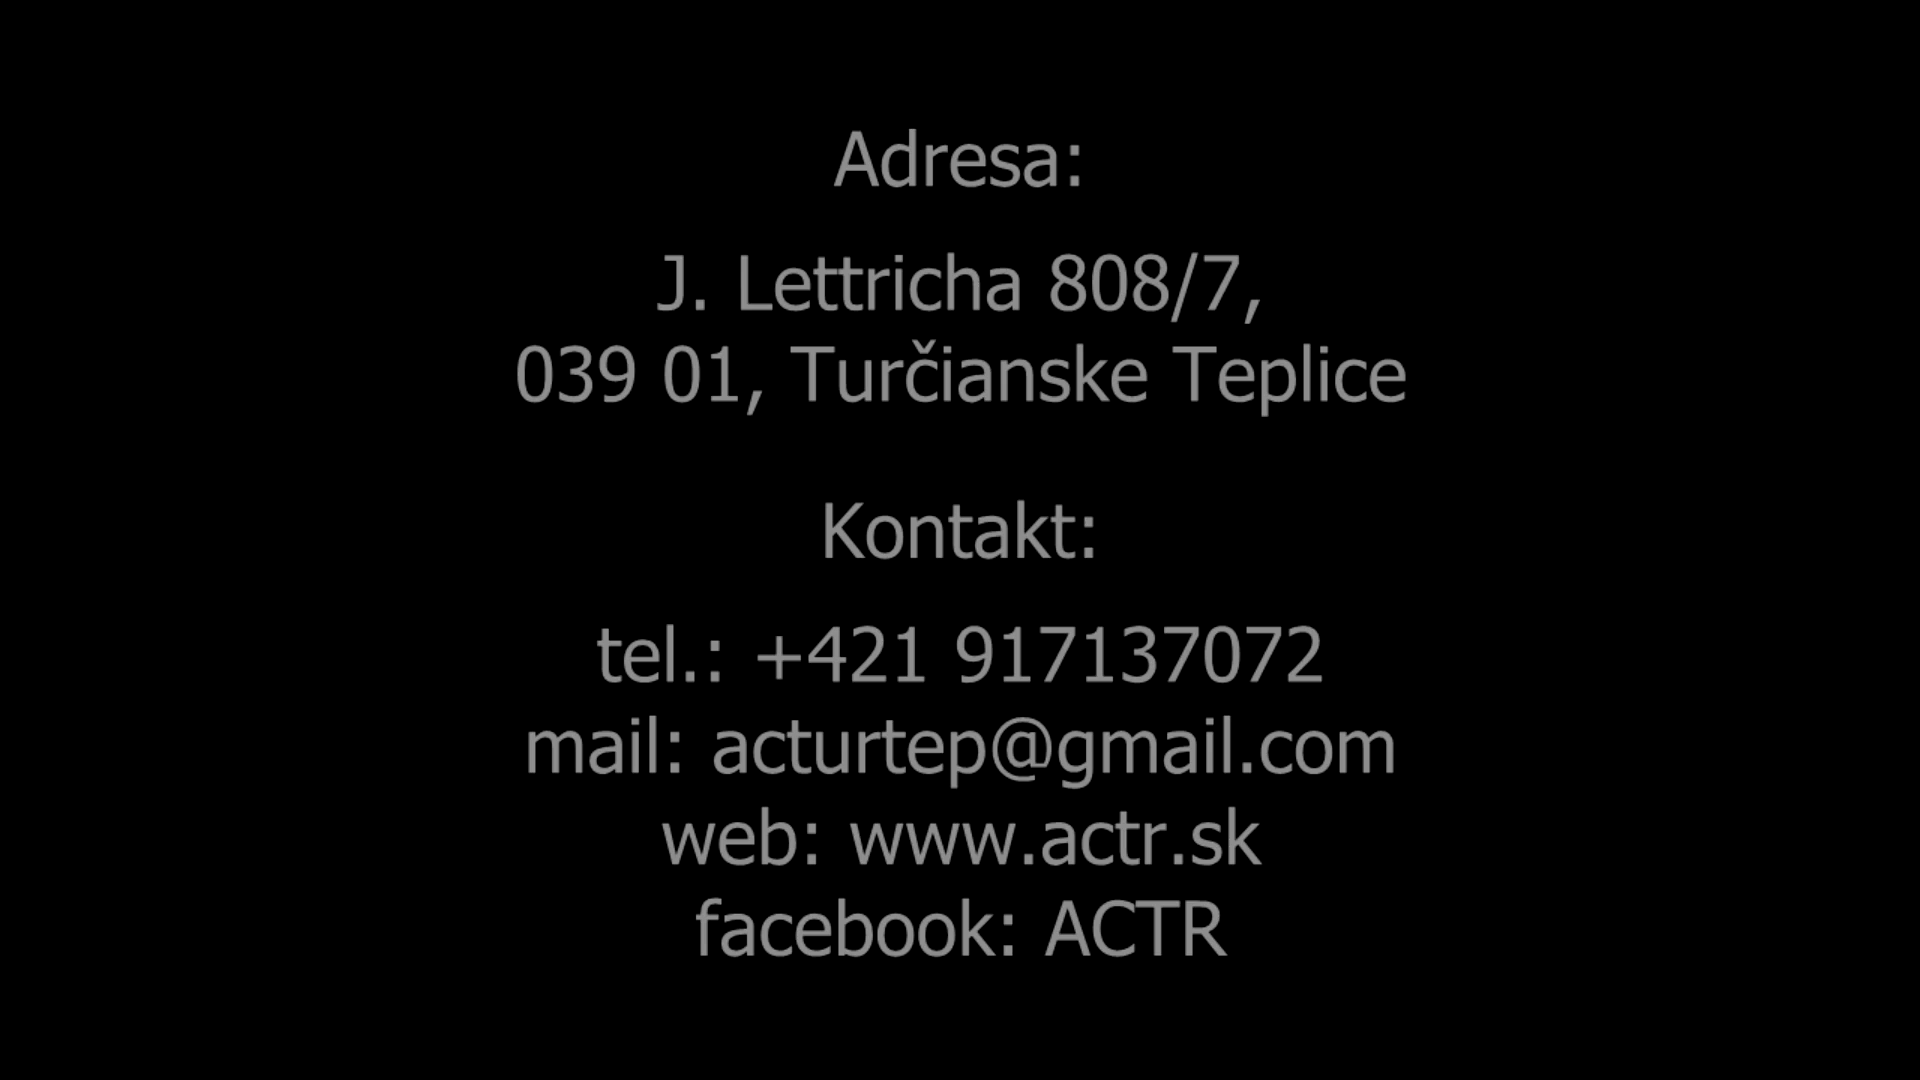 Adresa:
J. Lettricha 808/7,
039 01, Turčianske Teplice
Kontakt:
tel.: +421 917137072
mail: acturtep@gmail.com
web: www.actr.sk
facebook: ACTR